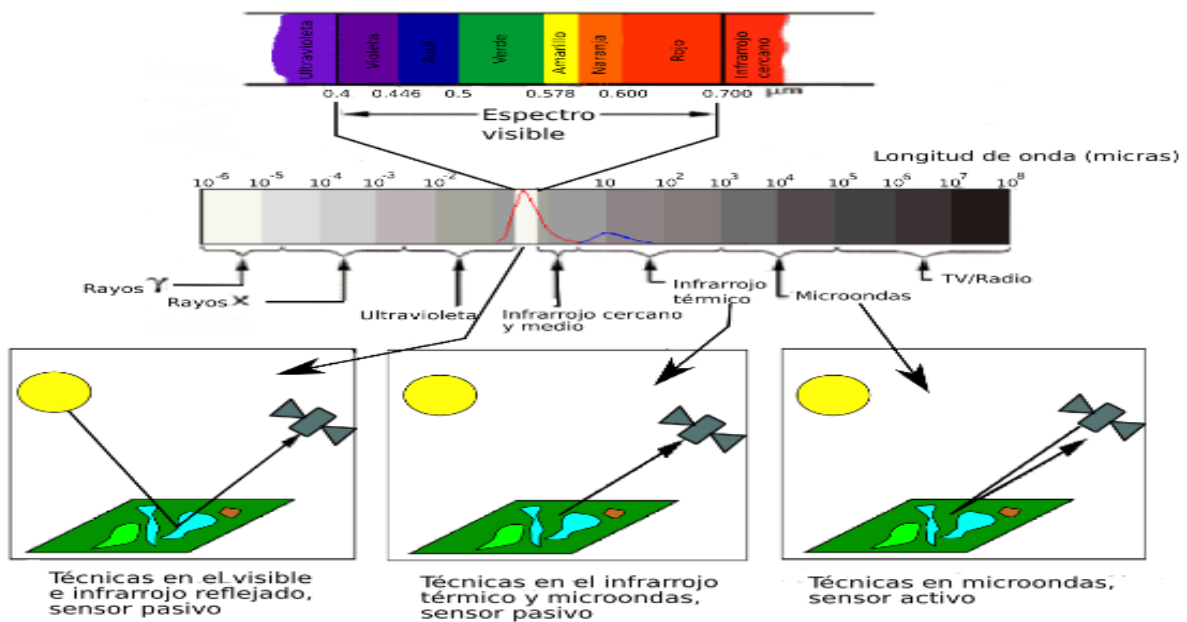 Ultravioleta
Violeta
Azul
Verde
Amarillo
Naranja
Rojo
Infrarrojo
cercano
0.4 0.446 0.5 0.578 0.600 0.700 μm
Espectro
visible
Longitud de onda (micras)
10⁻⁶ 10⁻⁵ 10⁻⁴ 10⁻³ 10⁻² 10 10² 10³ 10⁴ 10⁵ 10⁶ 10⁷ 10⁸
Rayos γ
Rayos X
Ultravioleta
Infrarrojo cercano
y medio
Infrarrojo
térmico
Microondas
TV/Radio
Técnicas en el visible
e infrarrojo reflejado,
sensor pasivo
Técnicas en el infrarrojo
térmico y microondas,
sensor pasivo
Técnicas en microondas,
sensor activo